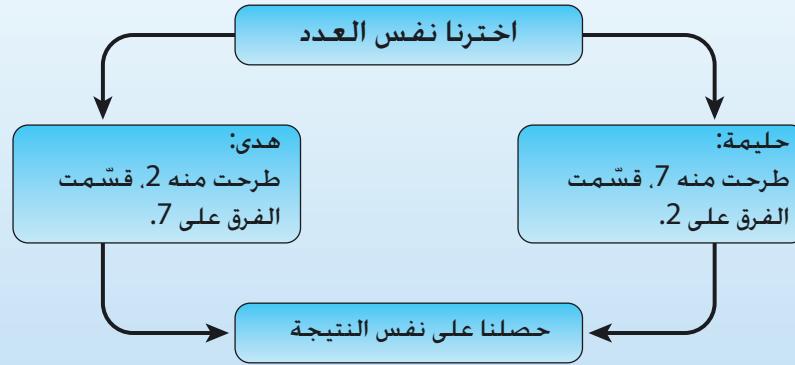 اخترنا نفس العدد
حليمة:
طرحت منه 7، قسّمت
الفرق على 2.
هدى:
طرحت منه 2، قسّمت
الفرق على 7.
حصلنا على نفس النتيجة